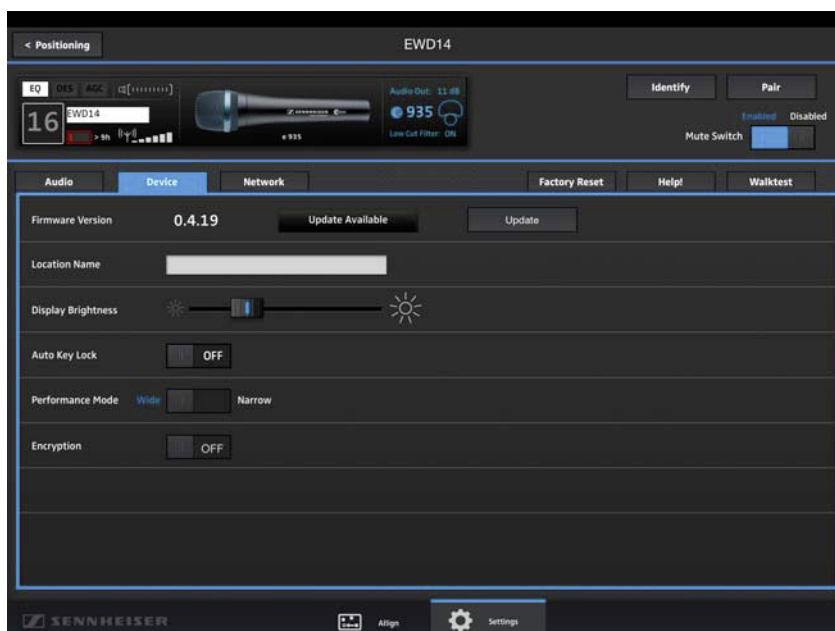 < Positioning
EWD14
EQ DES AGC
Audio Out: 11 dB
Identify
Pair
16
EWD14
935
Enabled Disabled
> 9h
e 935
Low Cut Filter: ON
Mute Switch
Audio
Device
Network
Factory Reset
Help!
Walktest
Firmware Version
0.4.19
Update Available
Update
Location Name
Display Brightness
Auto Key Lock
OFF
Performance Mode
Wide
Narrow
Encryption
OFF
SENNHEISER
Align
Settings